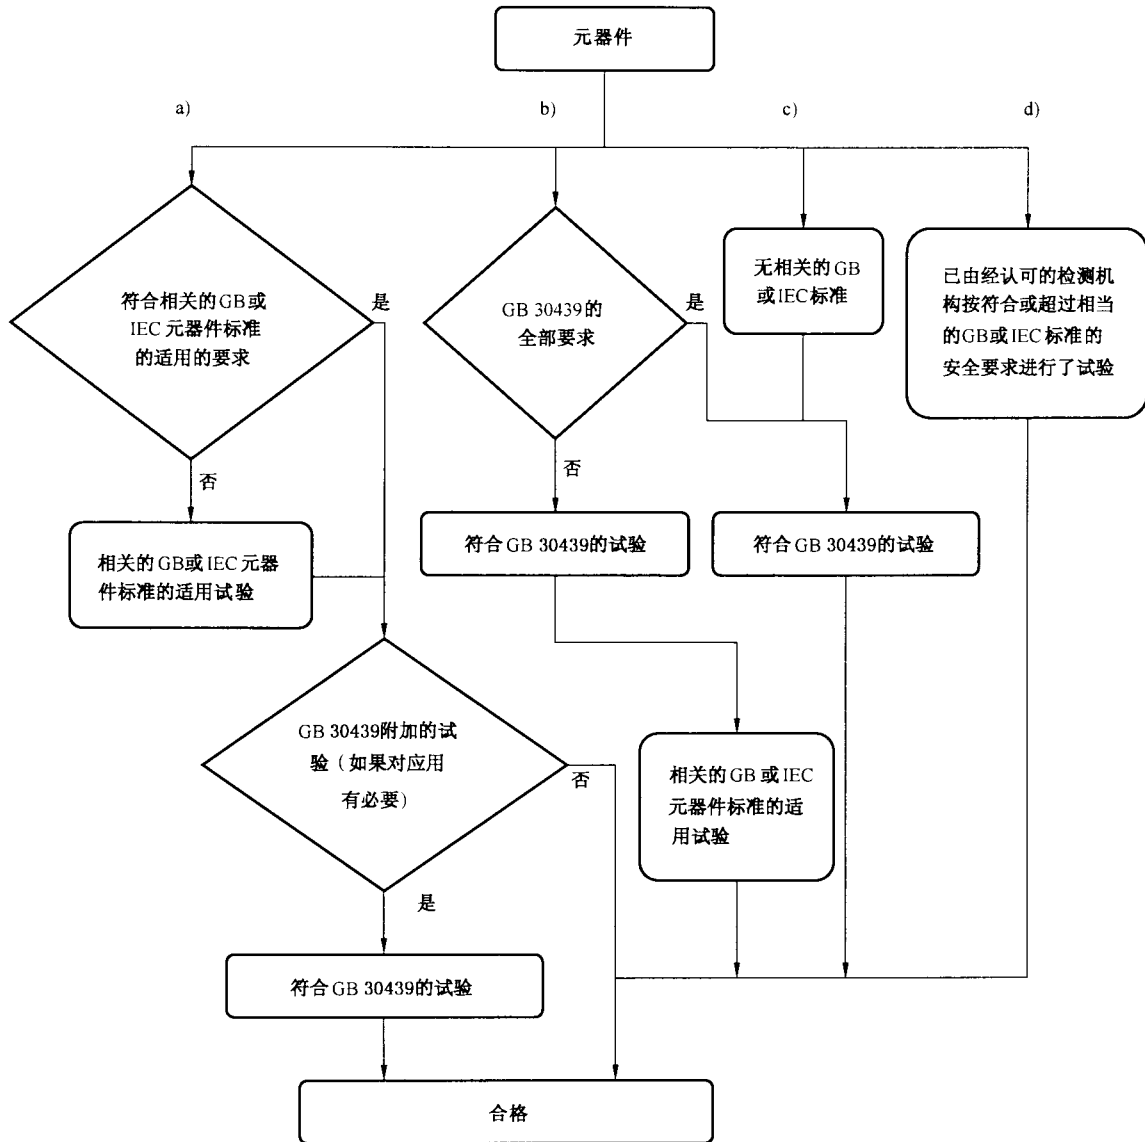 元器件
a)
b)
c)
d)
符合相关的GB或
IEC 元器件标准
的适用的要求
是
否
相关的GB或IEC 元器
件标准的适用试验
GB 30439的
全部要求
是
否
无相关的GB
或IEC标准
已由经认可的检测机
构按符合或超过相当
的GB或IEC标准的
安全要求进行了试验
符合GB 30439的试验
符合GB 30439的试验
GB 30439附加的试
验（如果对应用
有必要）
否
是
相关的GB 或IEC
元器件标准的适
用试验
符合GB 30439的试验
合格